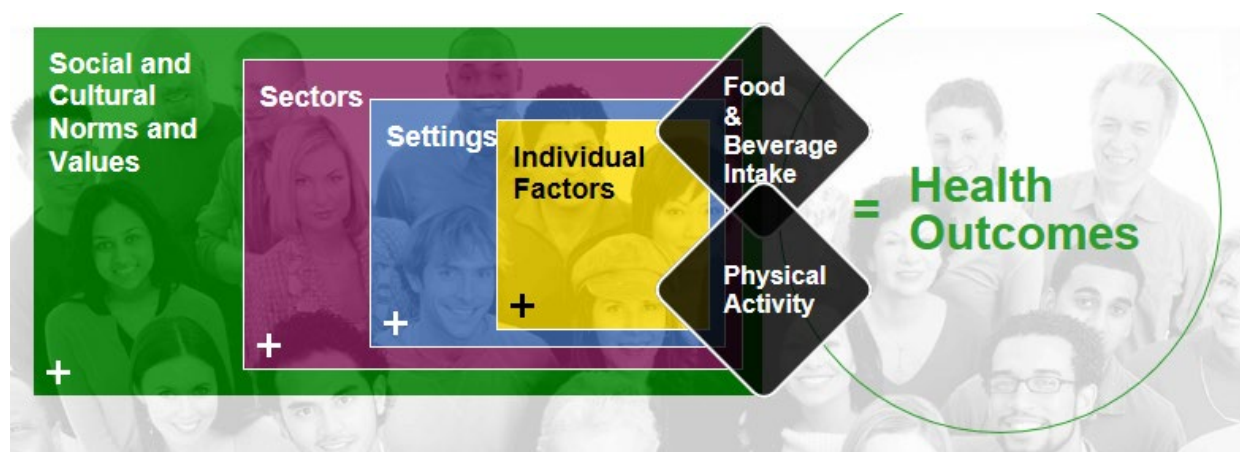 Social and
Cultural
Norms and
Values
+
Sectors
+
Settings
+
Individual
Factors
+
Food
&
Beverage
Intake
Physical
Activity
=
Health
Outcomes